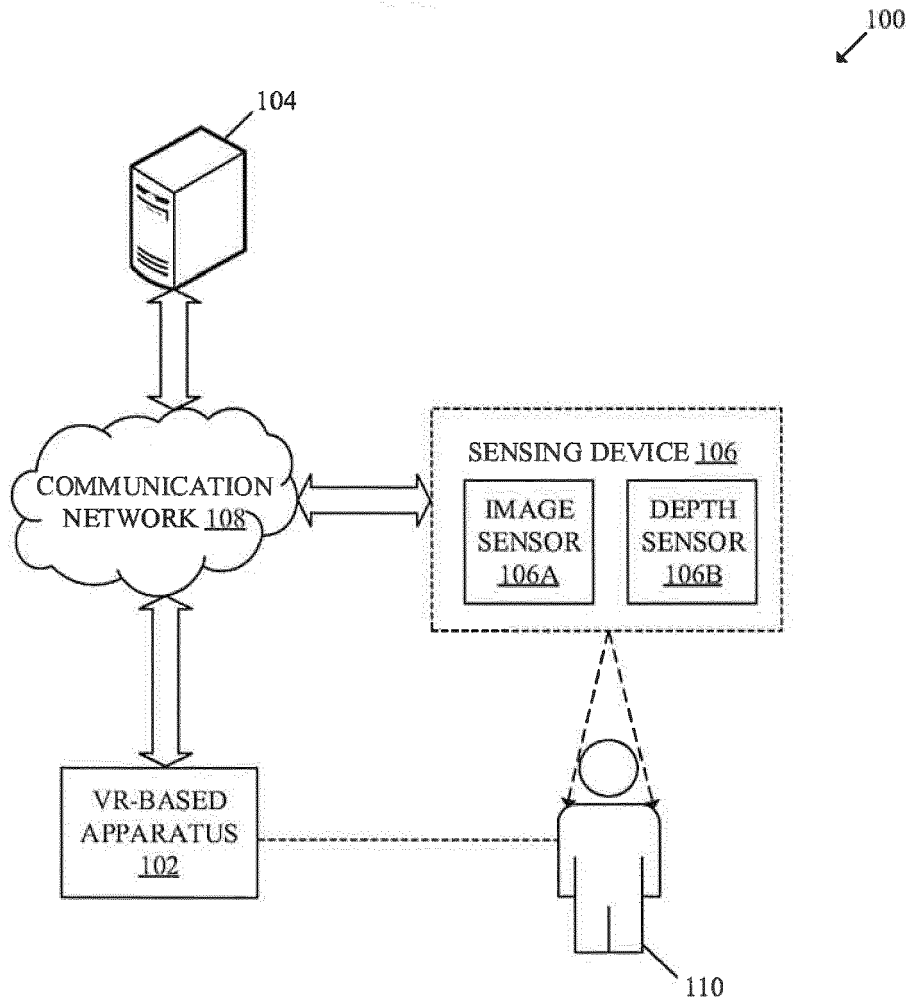 100
104
COMMUNICATION
NETWORK 108
SENSING DEVICE 106
IMAGE
SENSOR
106A
DEPTH
SENSOR
106B
VR-BASED
APPARATUS
102
110